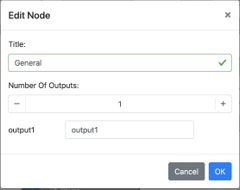 Edit Node ×
Title:
General
Number Of Outputs:
− 1 +
output1 output1
Cancel OK